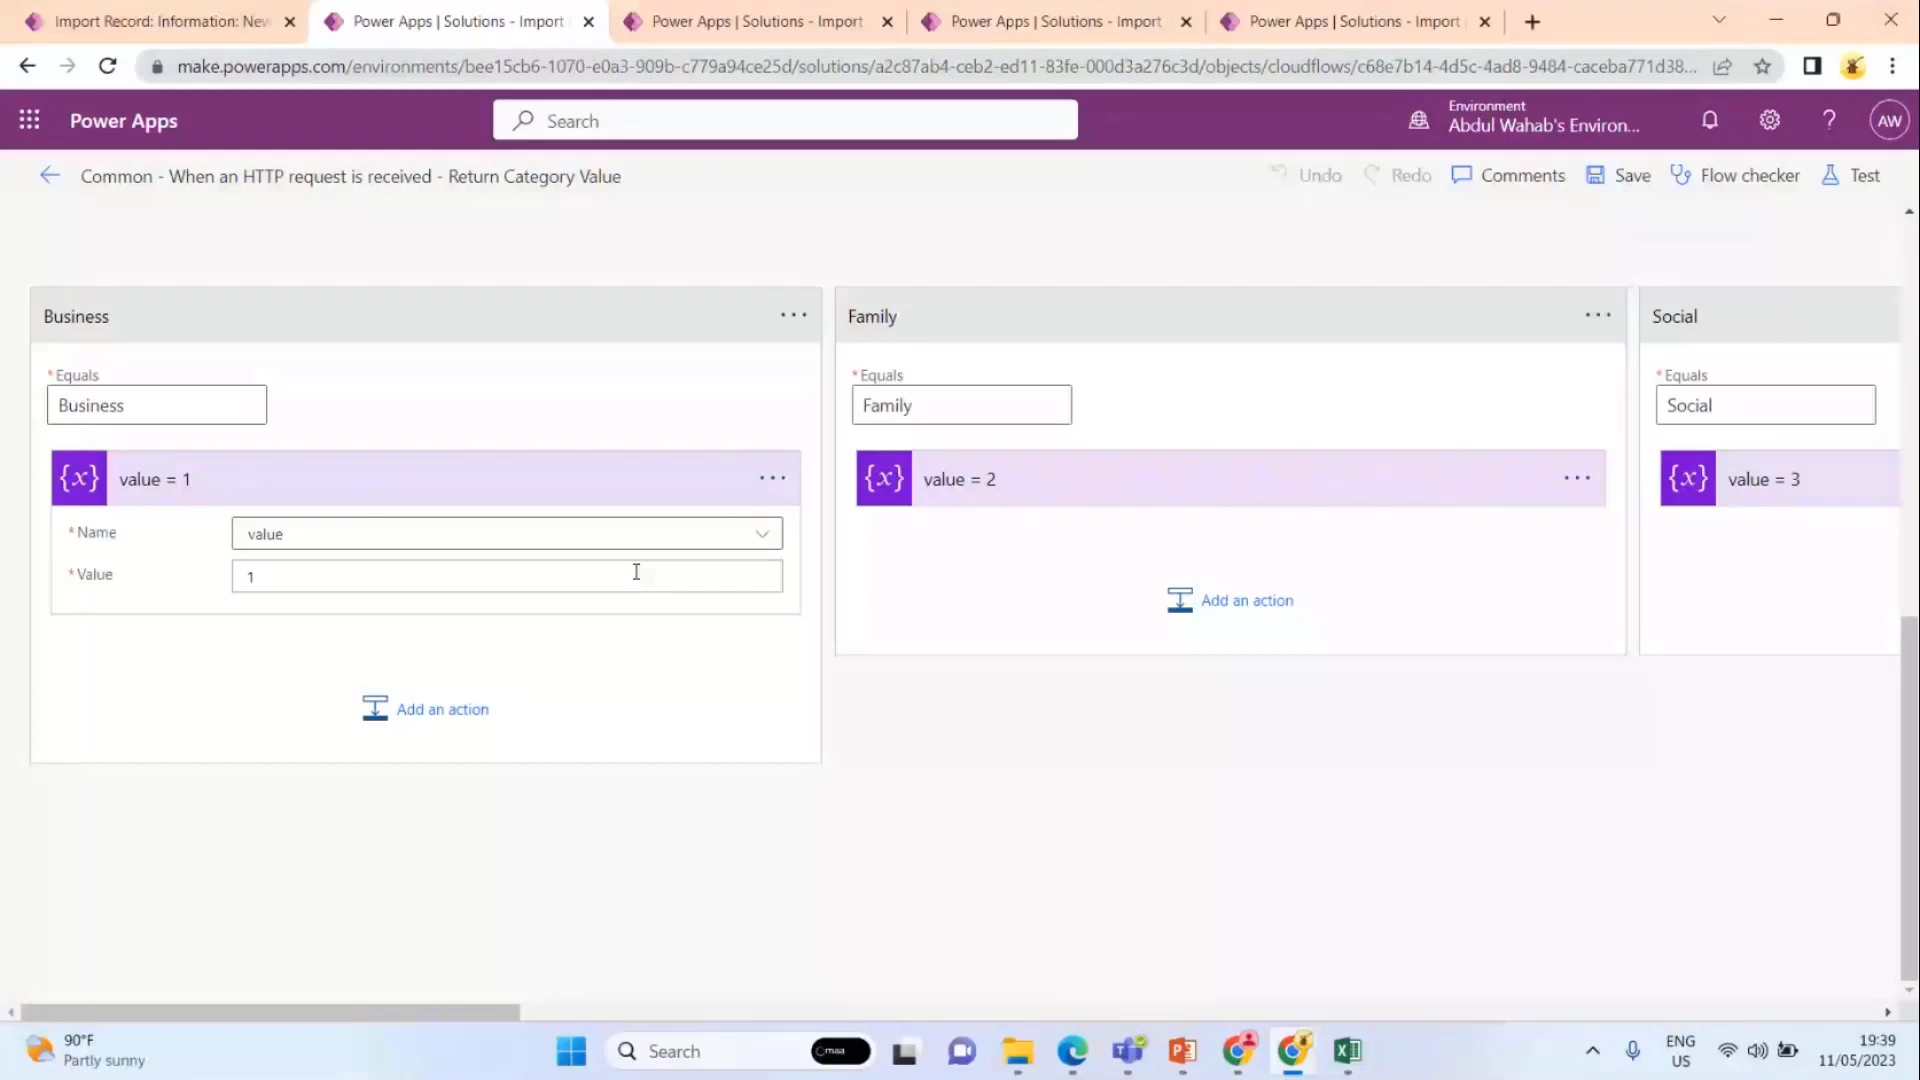 Import Record: Information: New
Power Apps | Solutions - Import
Power Apps | Solutions - Import
Power Apps | Solutions - Import
Power Apps | Solutions - Import
make.powerapps.com/environments/bee15cb6-1070-e0a3-909b-c779a94ce25d/solutions/a2c87ab4-ceb2-ed11-83fe-000d3a276c3d/objects/cloudflows/c68e7b14-4d5c-4ad8-9484-caceba771d38...
Power Apps
Search
Environment
Abdul Wahab's Environ...
?
AW
Common - When an HTTP request is received - Return Category Value
Undo
Redo
Comments
Save
Flow checker
Test
Business
...
Family
...
Social
* Equals
* Equals
* Equals
Business
Family
Social
{x} value = 1 ...
{x} value = 2 ...
{x} value = 3
* Name
value
* Value
1
Add an action
Add an action
90°F
Partly sunny
Search
maa
ENG
US
19:39
11/05/2023